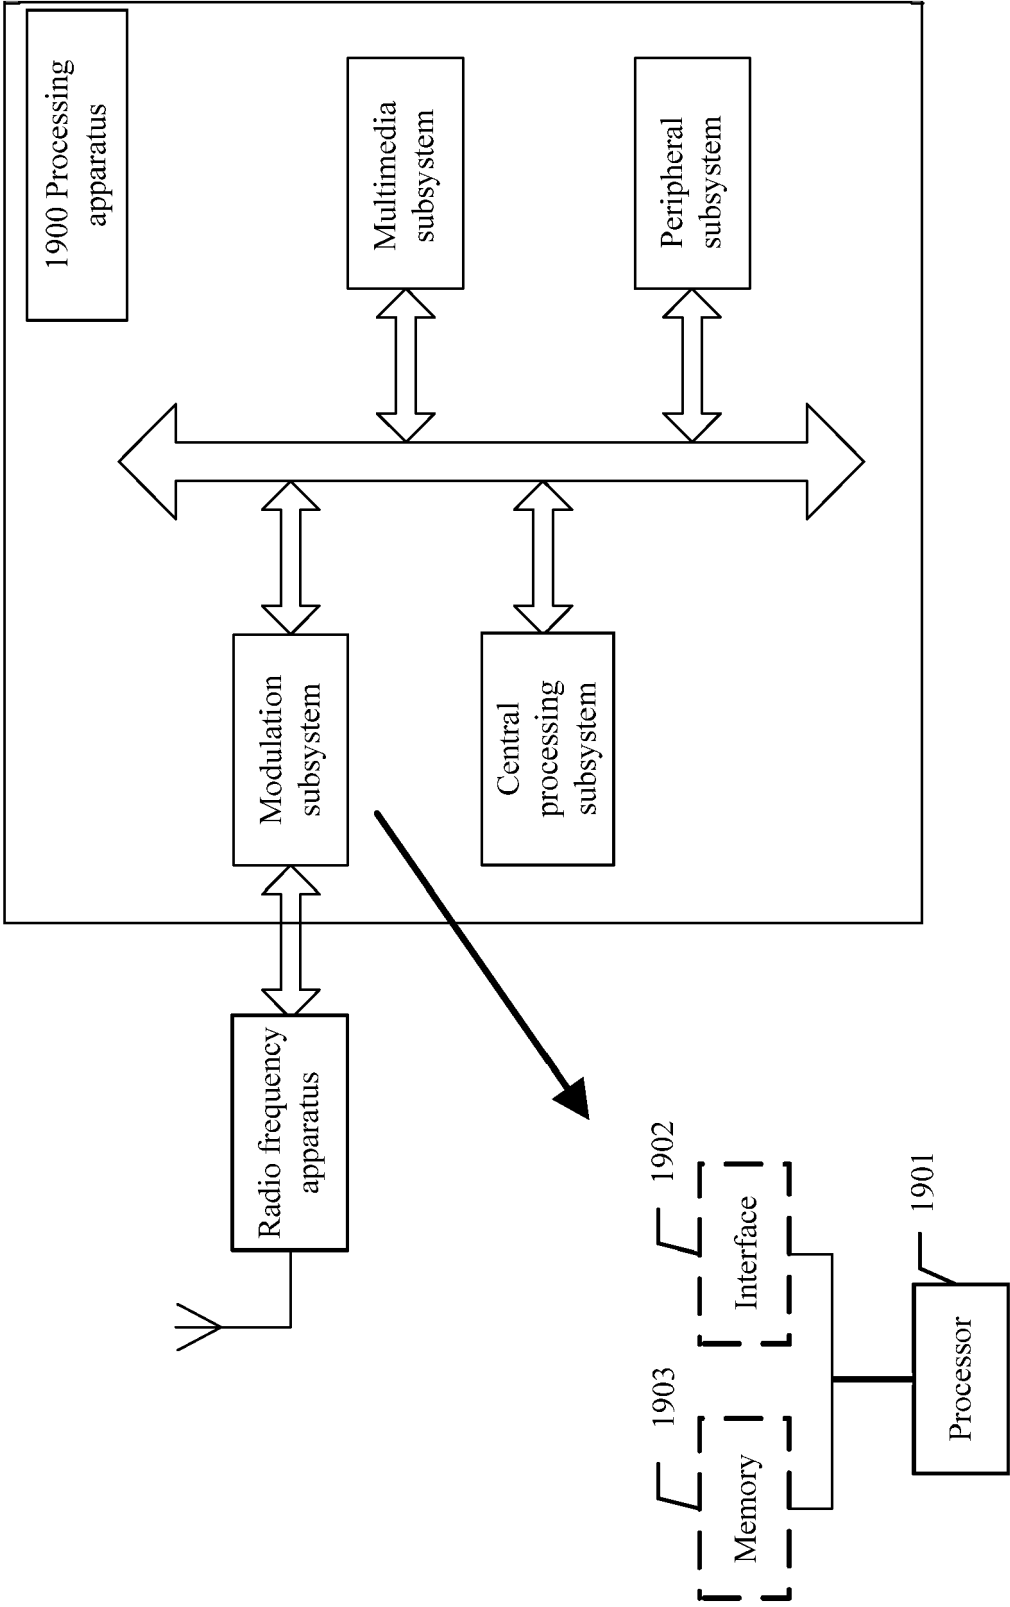 1900 Processing
apparatus
Multimedia
subsystem
Peripheral
subsystem
Modulation
subsystem
Central
processing
subsystem
Radio frequency
apparatus
1902
Interface
1903
Memory
1901
Processor